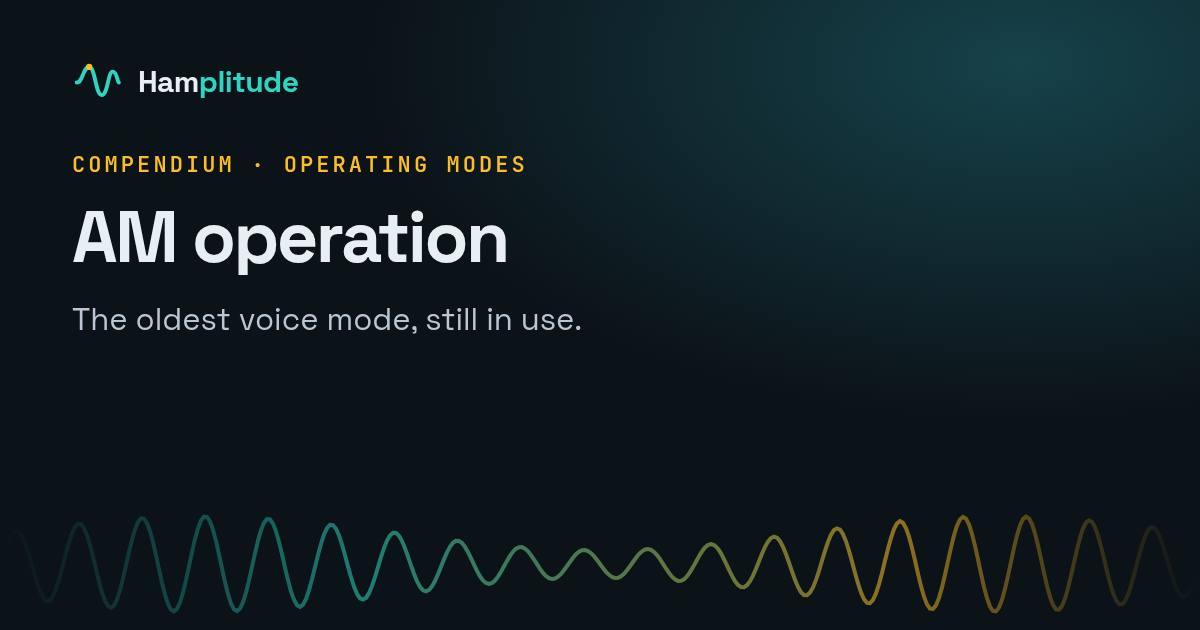 Hamplitude
COMPENDIUM · OPERATING MODES
AM operation
The oldest voice mode, still in use.